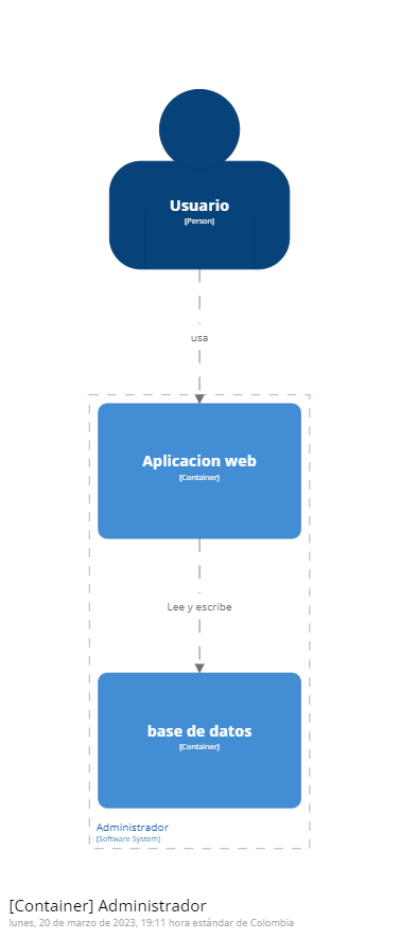 Usuario
[Person]
usa
Aplicacion web
[Container]
Lee y escribe
base de datos
[Container]
Administrador
[Software System]
[Container] Administrador
lunes, 20 de marzo de 2023, 19:11 hora estándar de Colombia